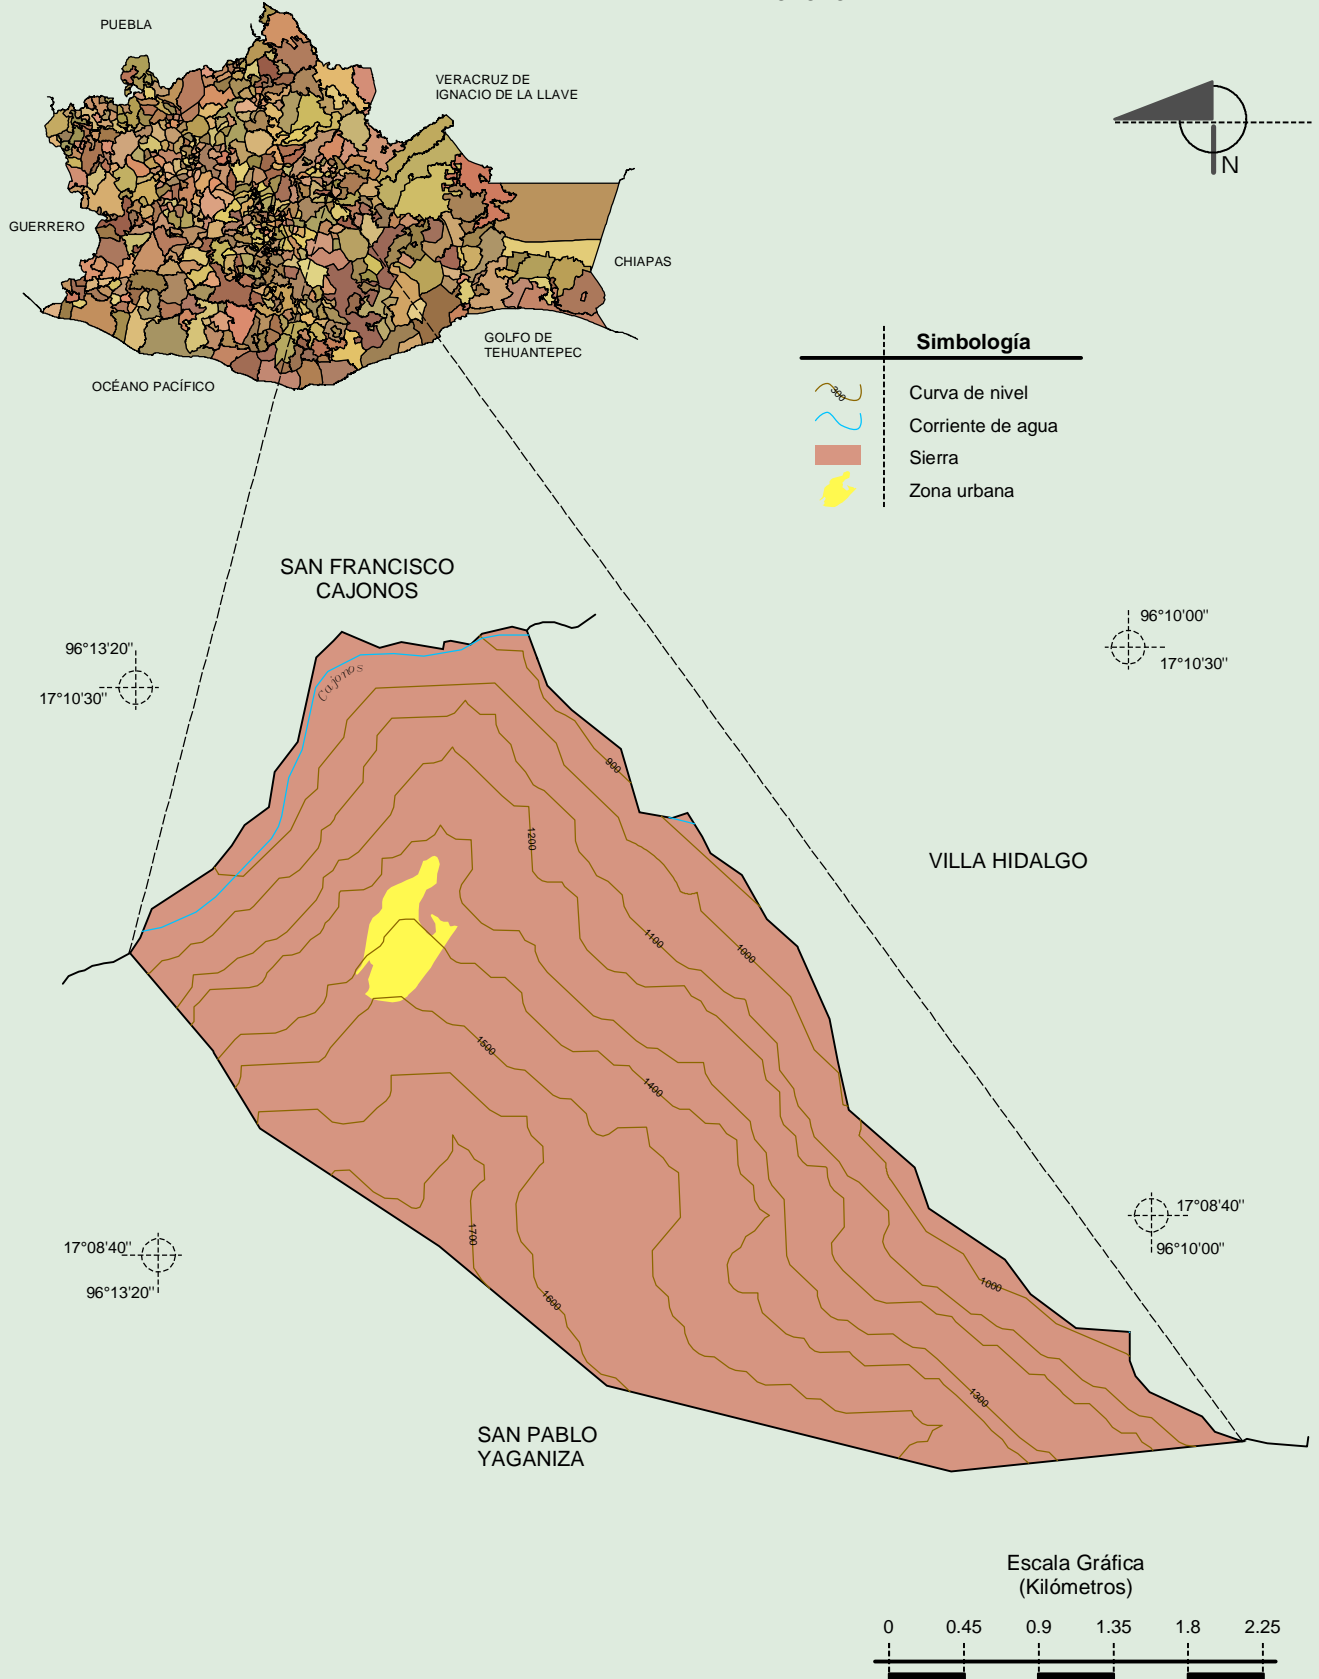 PUEBLA
VERACRUZ DE
IGNACIO DE LA LLAVE
N
GUERRERO
CHIAPAS
GOLFO DE
TEHUANTEPEC
OCÉANO PACÍFICO
Simbología
300
Curva de nivel
Corriente de agua
Sierra
Zona urbana
SAN FRANCISCO
CAJONOS
96°13'20"
17°10'30"
96°10'00"
17°10'30"
Cajonos
900
1200
VILLA HIDALGO
1100
1000
1500
1400
1700
1600
1000
1300
17°08'40"
96°13'20"
17°08'40"
96°10'00"
SAN PABLO
YAGANIZA
Escala Gráfica
(Kilómetros)
0 0.45 0.9 1.35 1.8 2.25